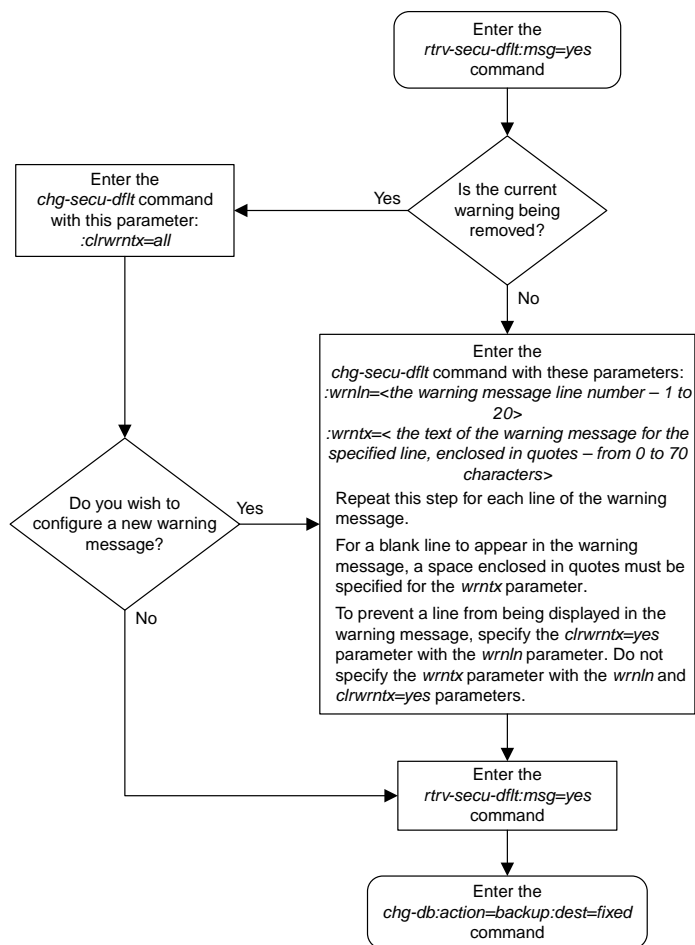 Enter the
rtrv-secu-dflt:msg=yes
command
Is the current
warning being
removed?
Yes
No
Enter the
chg-secu-dflt command
with this parameter:
:clrwrntx=all
Do you wish to
configure a new warning
message?
Yes
No
Enter the
chg-secu-dflt command with these parameters:
:wrnln=<the warning message line number – 1 to
20>
:wrntx=< the text of the warning message for the
specified line, enclosed in quotes – from 0 to 70
characters>
Repeat this step for each line of the warning
message.
For a blank line to appear in the warning
message, a space enclosed in quotes must be
specified for the wrntx parameter.
To prevent a line from being displayed in the
warning message, specify the clrwrntx=yes
parameter with the wrnln parameter. Do not
specify the wrntx parameter with the wrnln and
clrwrntx=yes parameters.
Enter the
rtrv-secu-dflt:msg=yes
command
Enter the
chg-db:action=backup:dest=fixed
command